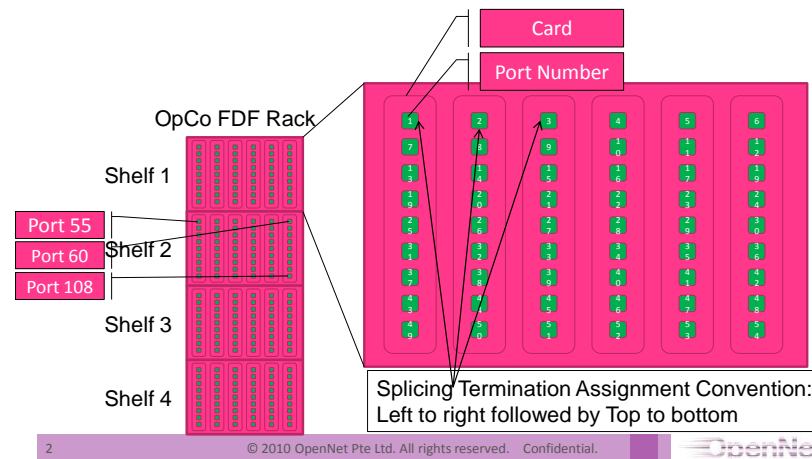 Card
Port Number
OpCo FDF Rack
Shelf 1
Shelf 2
Shelf 3
Shelf 4
Port 55
Port 60
Port 108
1 2 3 4 5 6
7 8 9 10 11 12
13 14 15 16 17 19
19 20 21 22 23 24
25 26 27 28 29 30
31 32 33 34 35 36
37 38 39 40 41 42
43 44 45 46 47 48
49 50 51 52 53 54
Splicing Termination Assignment Convention:
Left to right followed by Top to bottom
2
© 2010 OpenNet Pte Ltd. All rights reserved. Confidential.
OpenNe